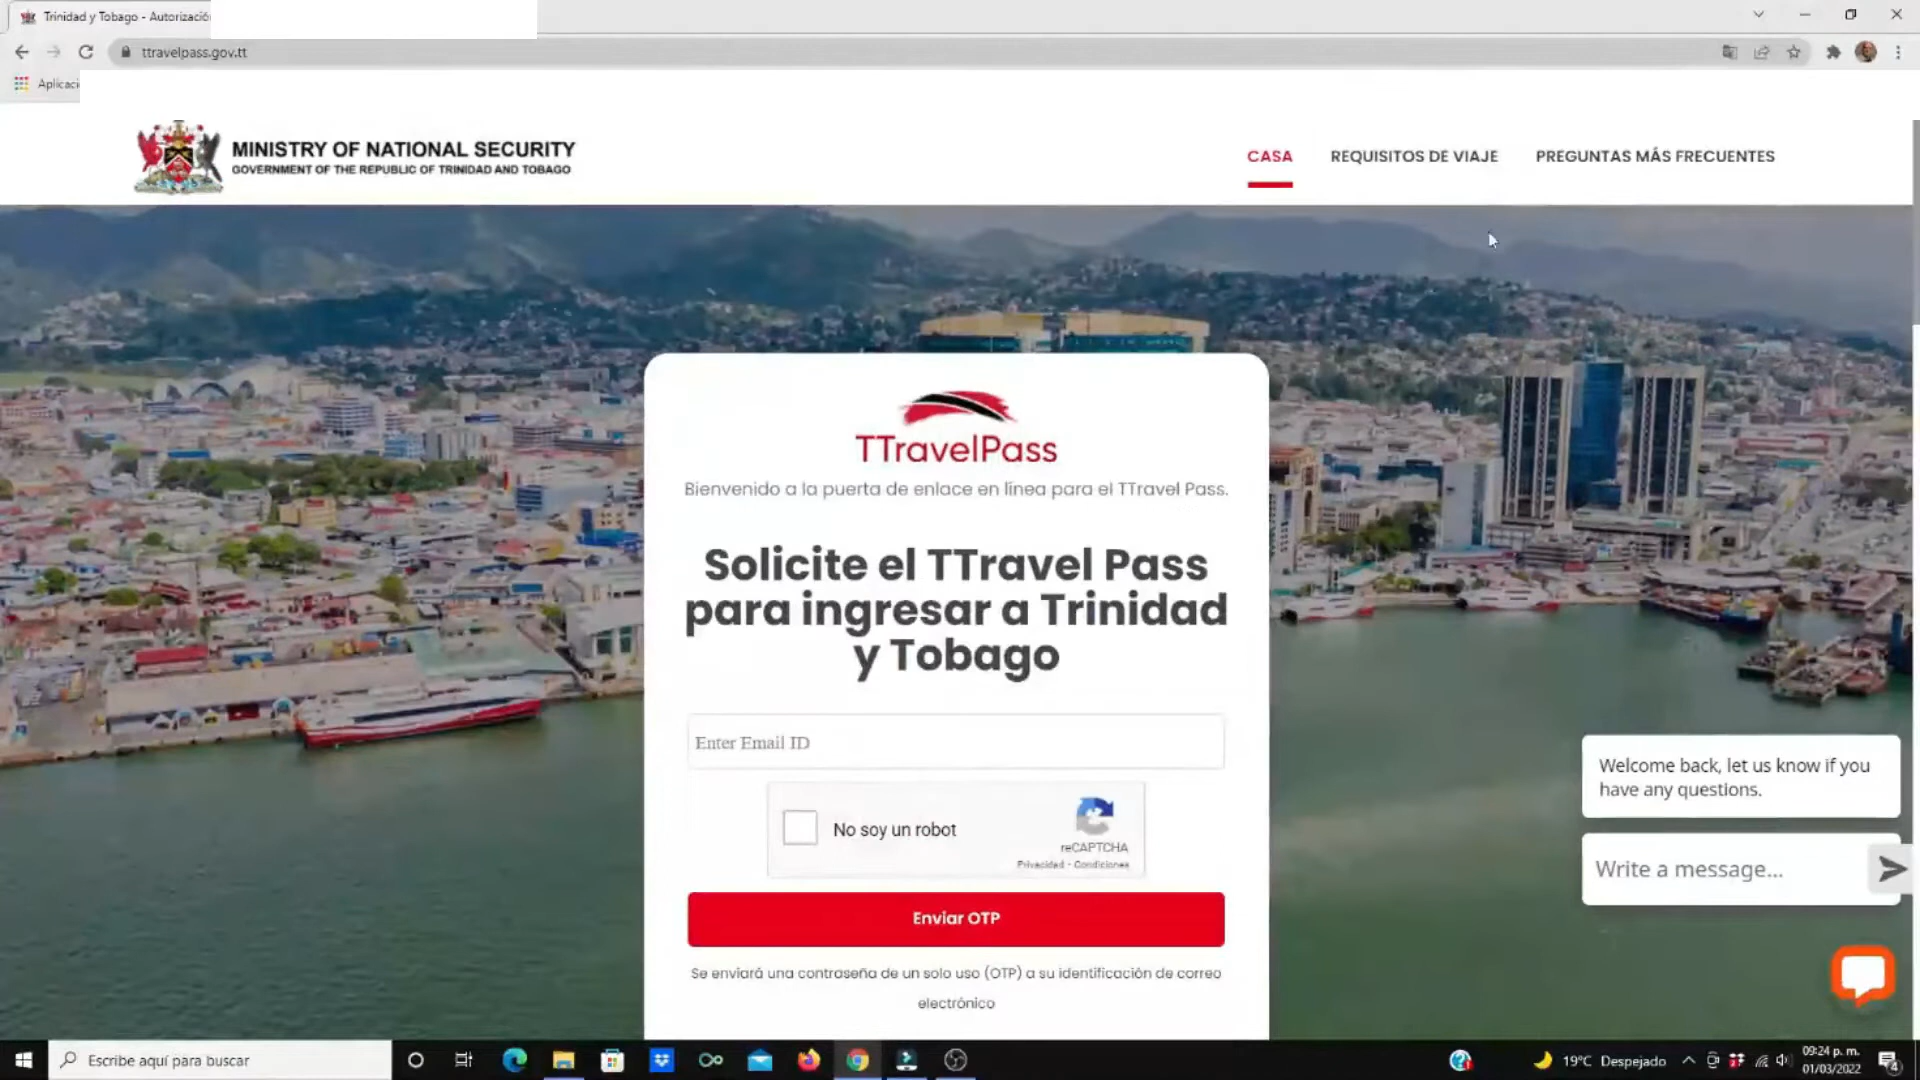 Trinidad y Tobago - Autorizació
ttravelpass.gov.tt
Aplicaci
MINISTRY OF NATIONAL SECURITY
GOVERNMENT OF THE REPUBLIC OF TRINIDAD AND TOBAGO
CASA
REQUISITOS DE VIAJE
PREGUNTAS MÁS FRECUENTES
TTravelPass
Bienvenido a la puerta de enlace en línea para el TTravel Pass.
Solicite el TTravel Pass
para ingresar a Trinidad
y Tobago
Enter Email ID
No soy un robot
reCAPTCHA
Privacidad - Condiciones
Enviar OTP
Se enviará una contraseña de un solo uso (OTP) a su identificación de correo
electrónico
Welcome back, let us know if you
have any questions.
Write a message...
Escribe aquí para buscar
19°C Despejado
09:24 p. m.
01/03/2022
4